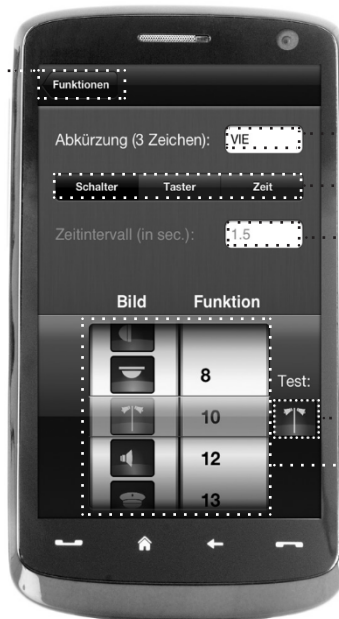 Funktionen
Abkürzung (3 Zeichen): VIE
Schalter Taster Zeit
Zeitintervall (in sec.): 1.5
Bild Funktion
8
Test:
10
12
13